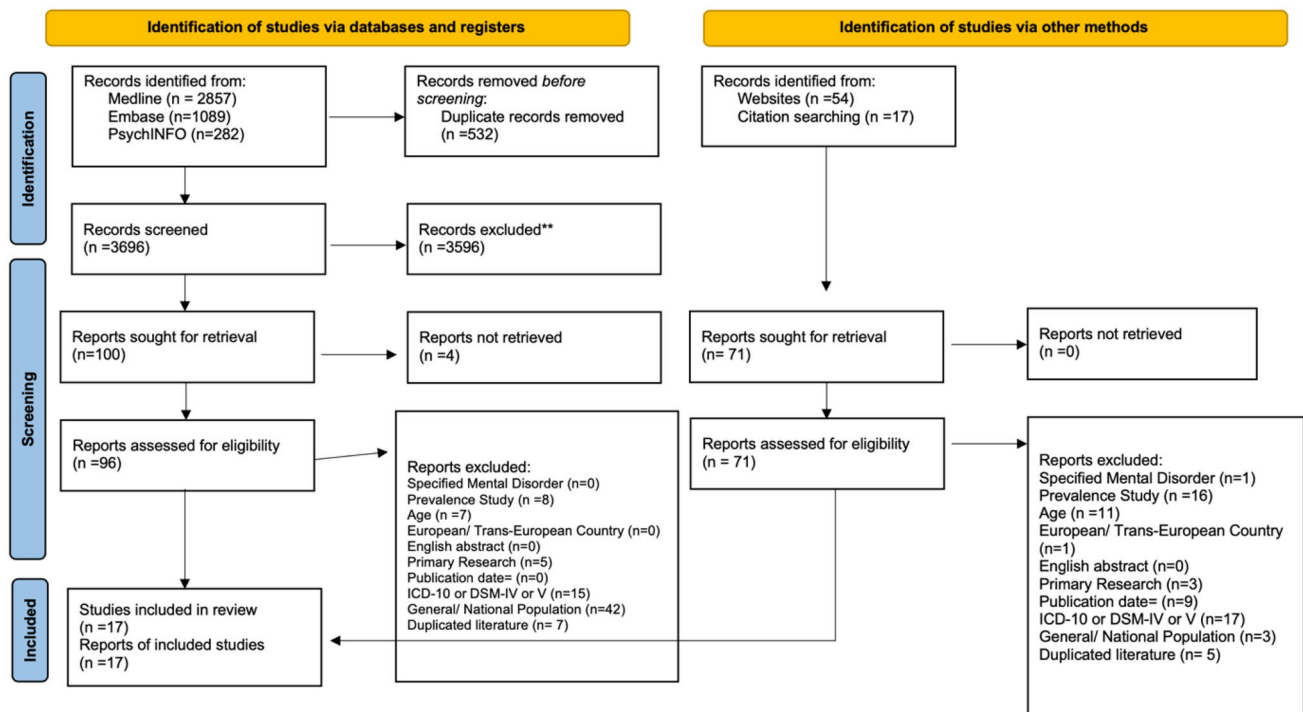 Identification of studies via databases and registers
Identification of studies via other methods
Identification
Records identified from:
Medline (n = 2857)
Embase (n=1089)
PsychINFO (n=282)
Records removed before
screening:
Duplicate records removed
(n =532)
Records identified from:
Websites (n =54)
Citation searching (n =17)
Records screened
(n =3696)
Records excluded**
(n =3596)
Screening
Reports sought for retrieval
(n=100)
Reports not retrieved
(n =4)
Reports sought for retrieval
(n= 71)
Reports not retrieved
(n =0)
Reports assessed for eligibility
(n =96)
Reports excluded:
Specified Mental Disorder (n=0)
Prevalence Study (n =8)
Age (n =7)
European/ Trans-European Country (n=0)
English abstract (n=0)
Primary Research (n=5)
Publication date= (n=0)
ICD-10 or DSM-IV or V (n=15)
General/ National Population (n=42)
Duplicated literature (n= 7)
Reports assessed for eligibility
(n = 71)
Reports excluded:
Specified Mental Disorder (n=1)
Prevalence Study (n =16)
Age (n =11)
European/ Trans-European Country
(n=1)
English abstract (n=0)
Primary Research (n=3)
Publication date= (n=9)
ICD-10 or DSM-IV or V (n=17)
General/ National Population (n=3)
Duplicated literature (n= 5)
Included
Studies included in review
(n =17)
Reports of included studies
(n =17)